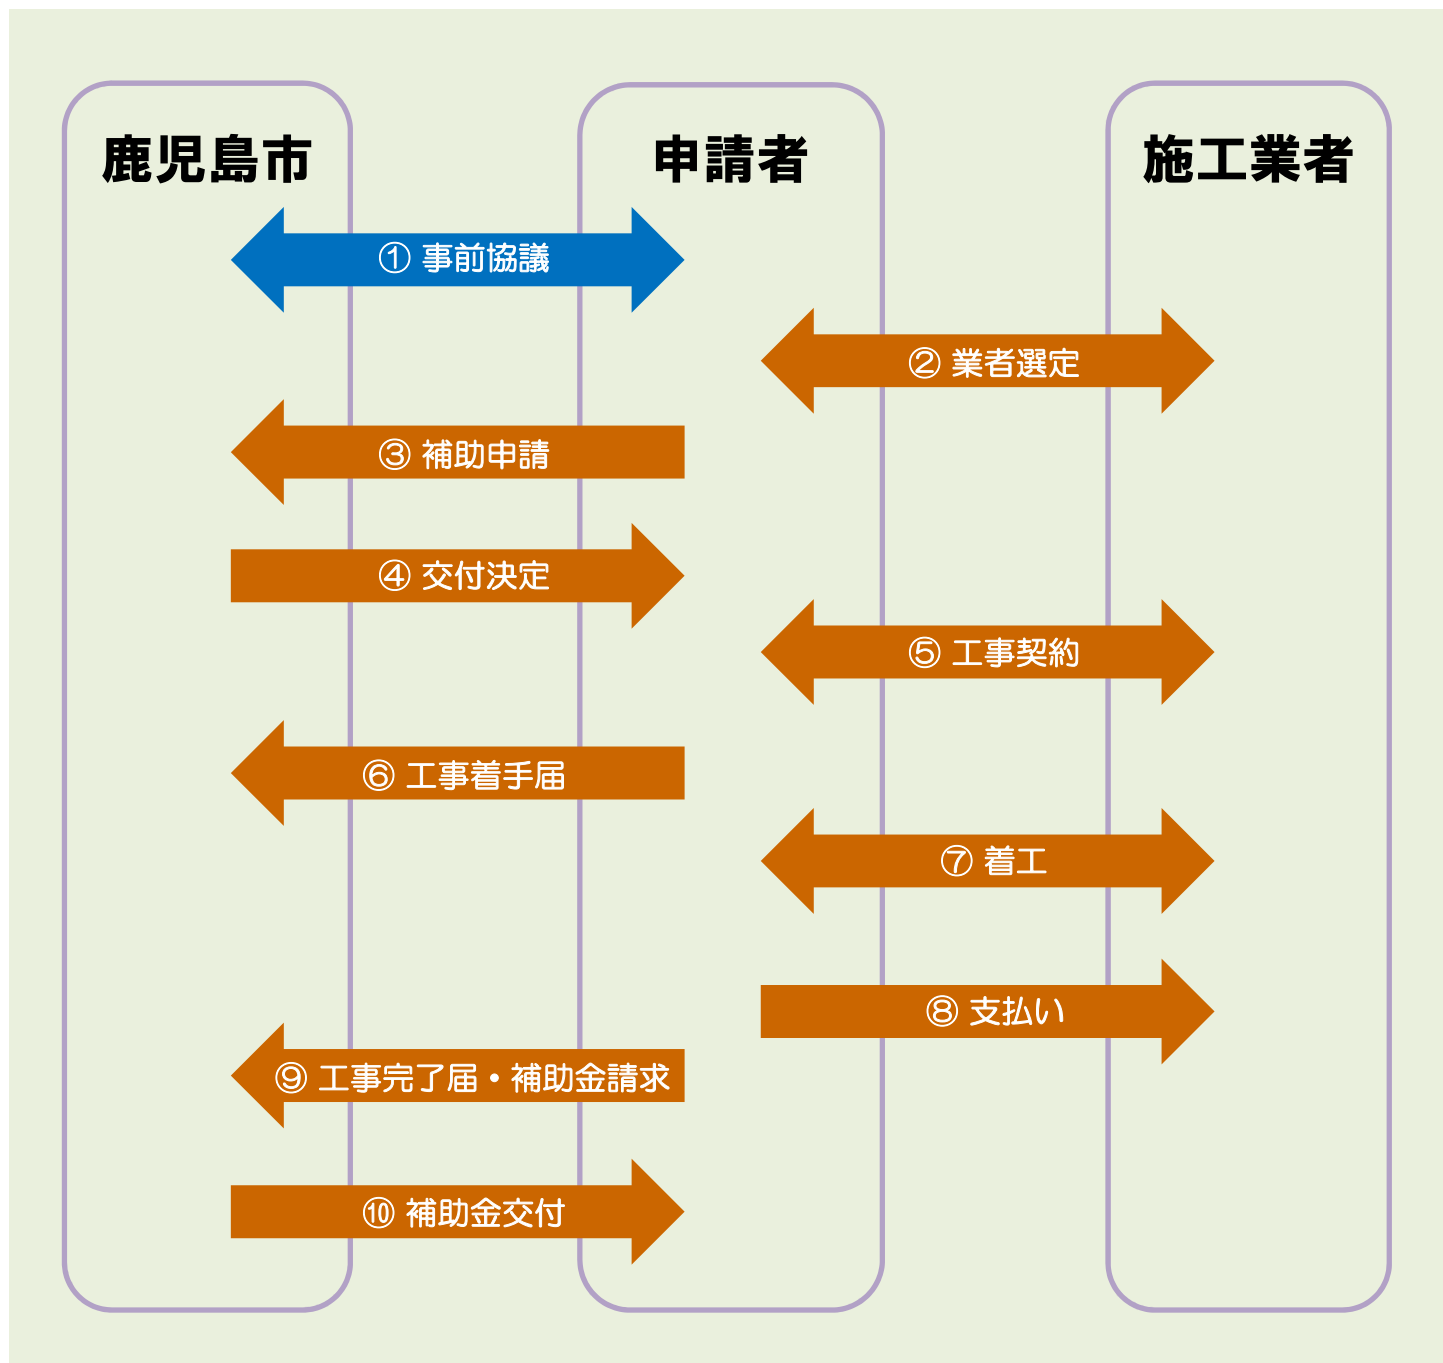 鹿児島市
申請者
施工業者
① 事前協議
② 業者選定
③ 補助申請
④ 交付決定
⑤ 工事契約
⑥ 工事着手届
⑦ 着工
⑧ 支払い
⑨ 工事完了届・補助金請求
⑩ 補助金交付